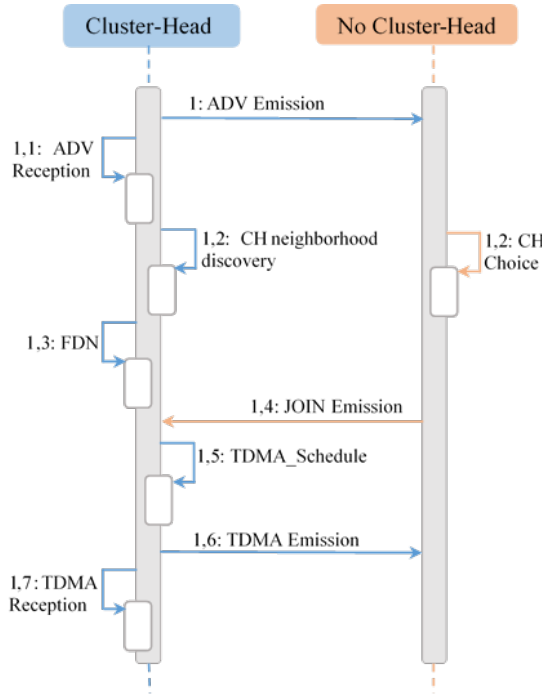 Cluster-Head
No Cluster-Head
1: ADV Emission
1,1: ADV
Reception
1,2: CH neighborhood
discovery
1,2: CH
Choice
1,3: FDN
1,4: JOIN Emission
1,5: TDMA_Schedule
1,6: TDMA Emission
1,7: TDMA
Reception